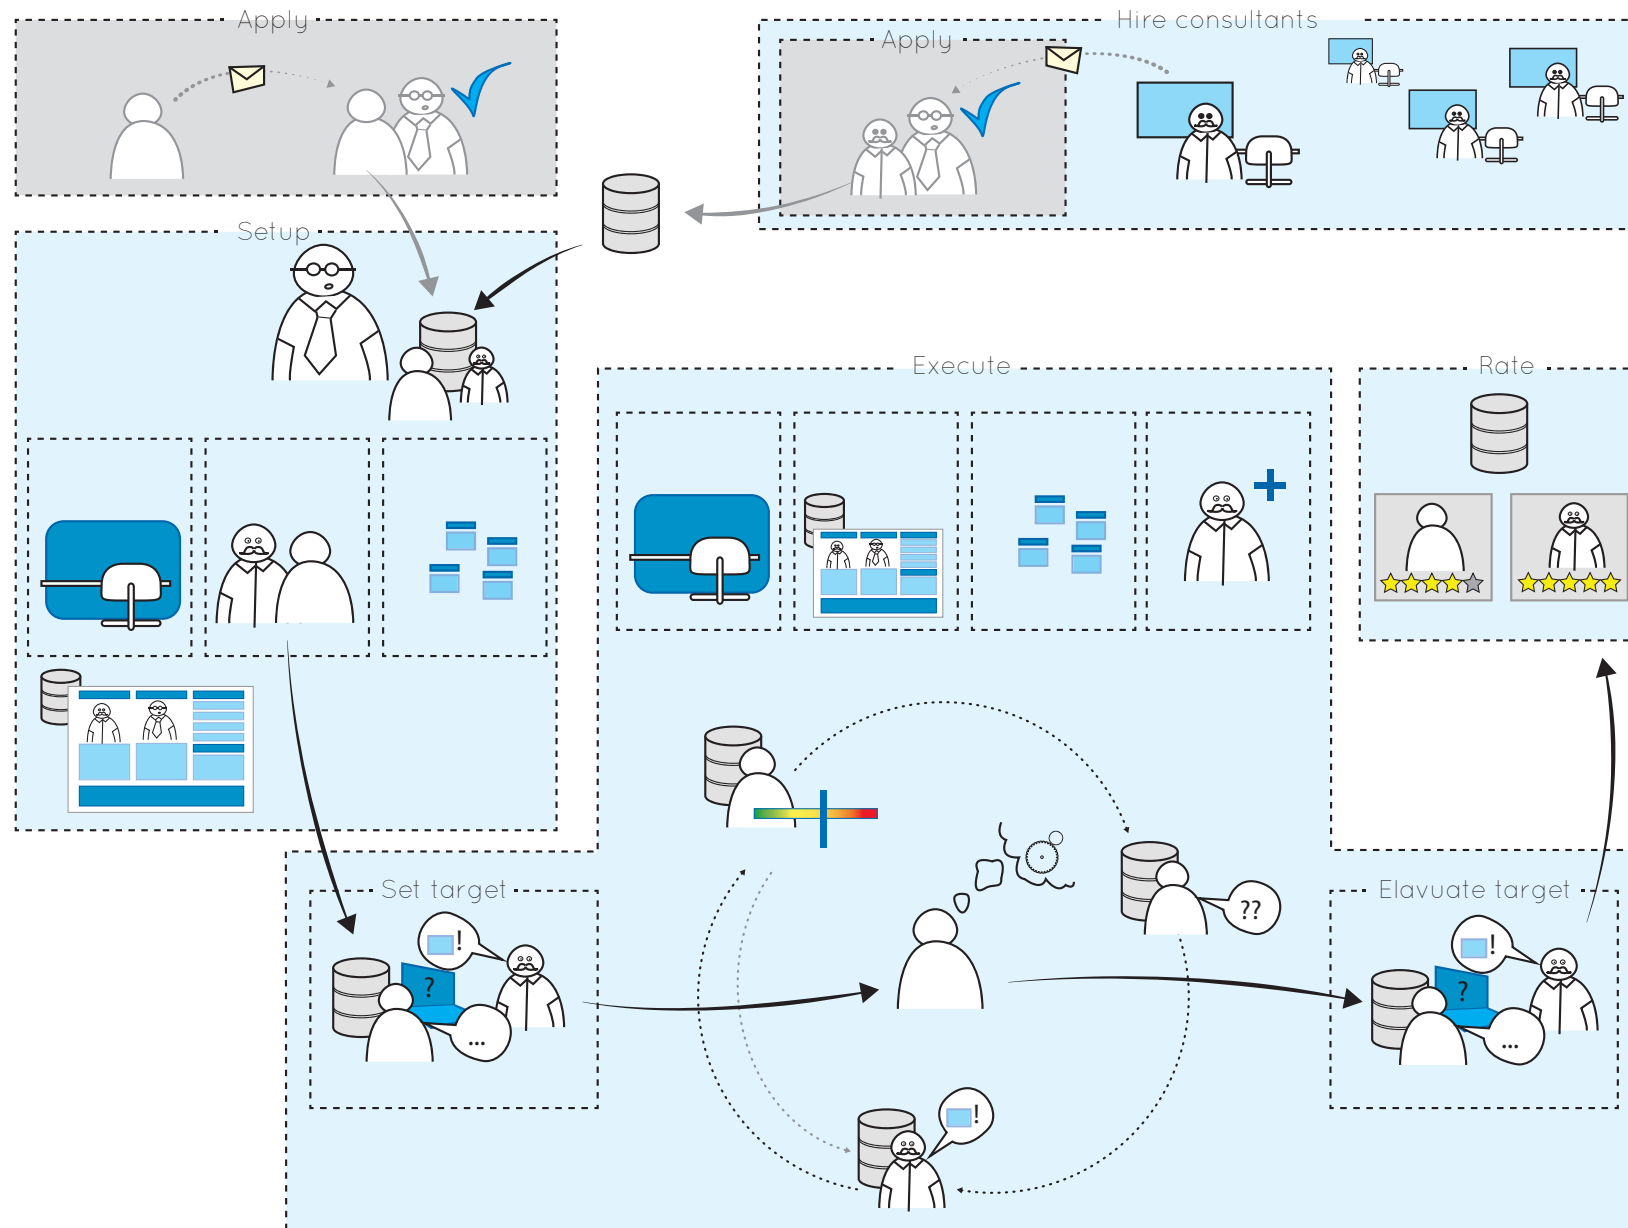 Apply
Hire consultants
Apply
Setup
Execute
Rate
Set target
Elavuate target
??
!
?
...
!
?
...
!